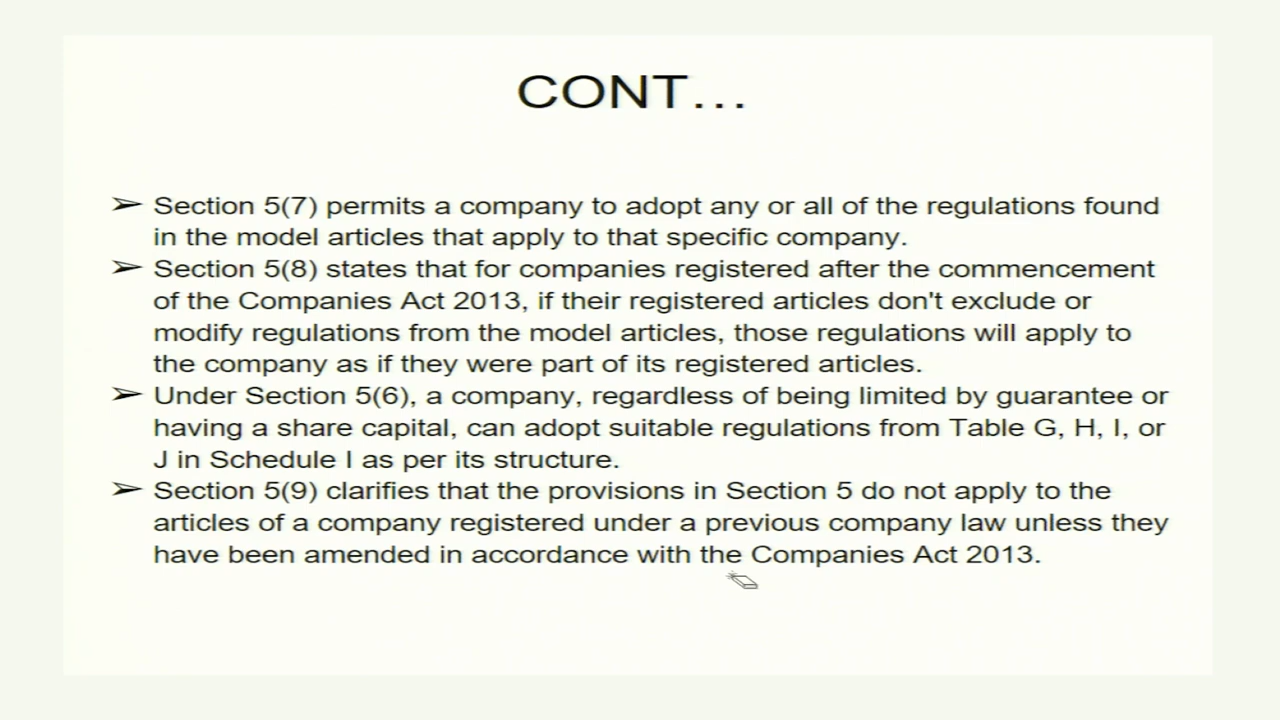 CONT...
➢ Section 5(7) permits a company to adopt any or all of the regulations found
in the model articles that apply to that specific company.
➢ Section 5(8) states that for companies registered after the commencement
of the Companies Act 2013, if their registered articles don't exclude or
modify regulations from the model articles, those regulations will apply to
the company as if they were part of its registered articles.
➢ Under Section 5(6), a company, regardless of being limited by guarantee or
having a share capital, can adopt suitable regulations from Table G, H, I, or
J in Schedule I as per its structure.
➢ Section 5(9) clarifies that the provisions in Section 5 do not apply to the
articles of a company registered under a previous company law unless they
have been amended in accordance with the Companies Act 2013.